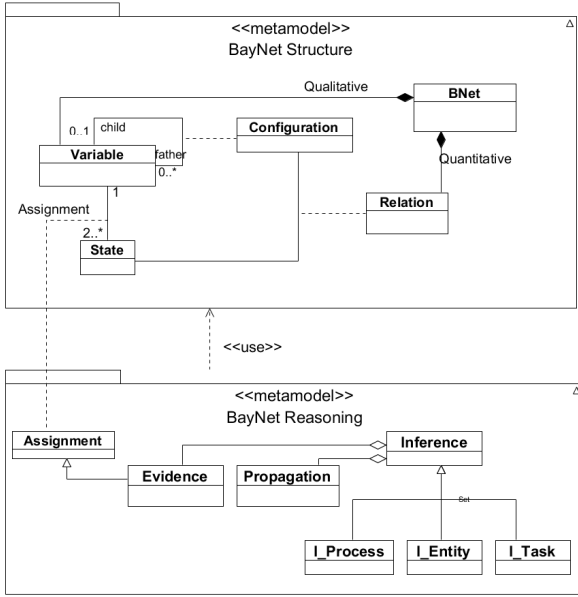 <<metamodel>>
BayNet Structure
Qualitative
BNet
0..1
child
Configuration
Variable
father
0..*
Quantitative
1
Assignment
Relation
2..*
State
<<use>>
<<metamodel>>
BayNet Reasoning
Assignment
Inference
Evidence
Propagation
Set
I_Process
I_Entity
I_Task